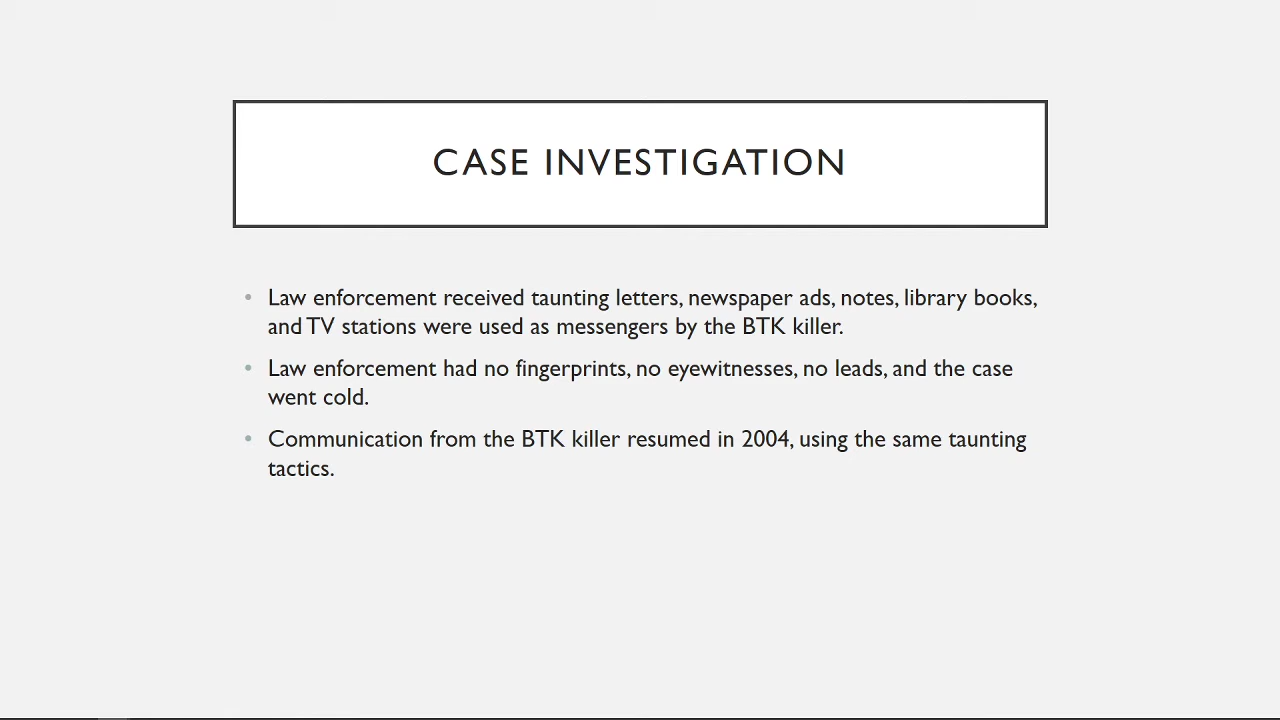 CASE INVESTIGATION
• Law enforcement received taunting letters, newspaper ads, notes, library books,
and TV stations were used as messengers by the BTK killer.
• Law enforcement had no fingerprints, no eyewitnesses, no leads, and the case
went cold.
• Communication from the BTK killer resumed in 2004, using the same taunting
tactics.